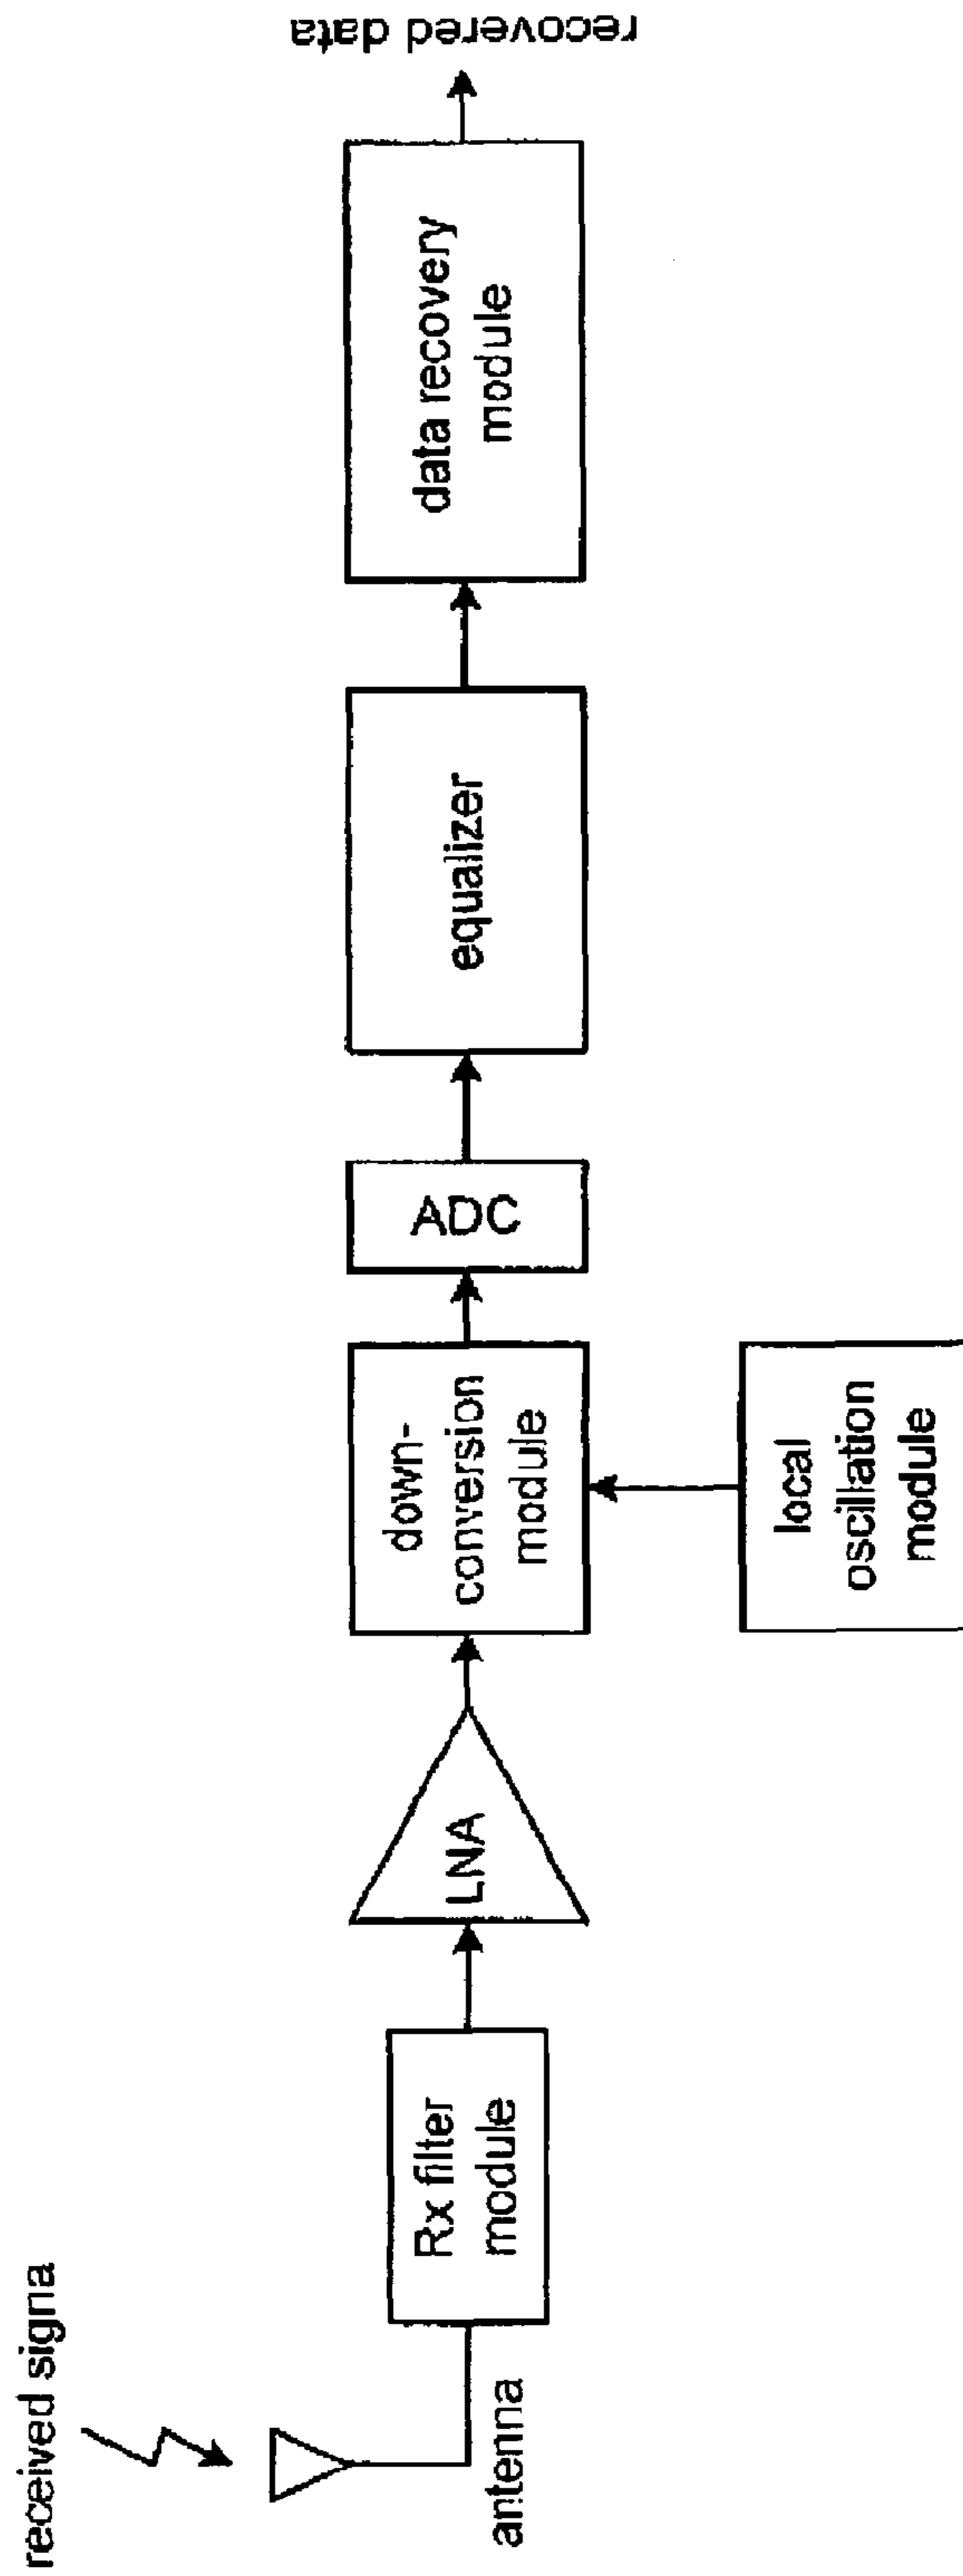 received signa
antenna
Rx filter
module
LNA
down-
conversion
module
local
oscillation
module
ADC
equalizer
data recovery
module
recovered data